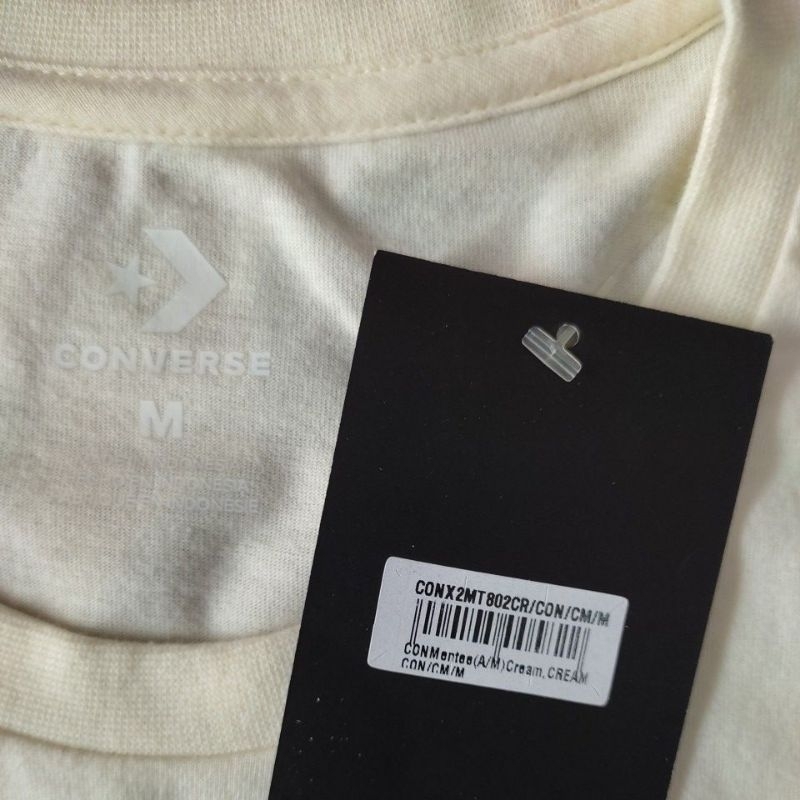 CONVERSE
M
CONX2MT802CR/CON/CM/M
CONMentee(A/M)Cream,CREAM
CON/CM/M